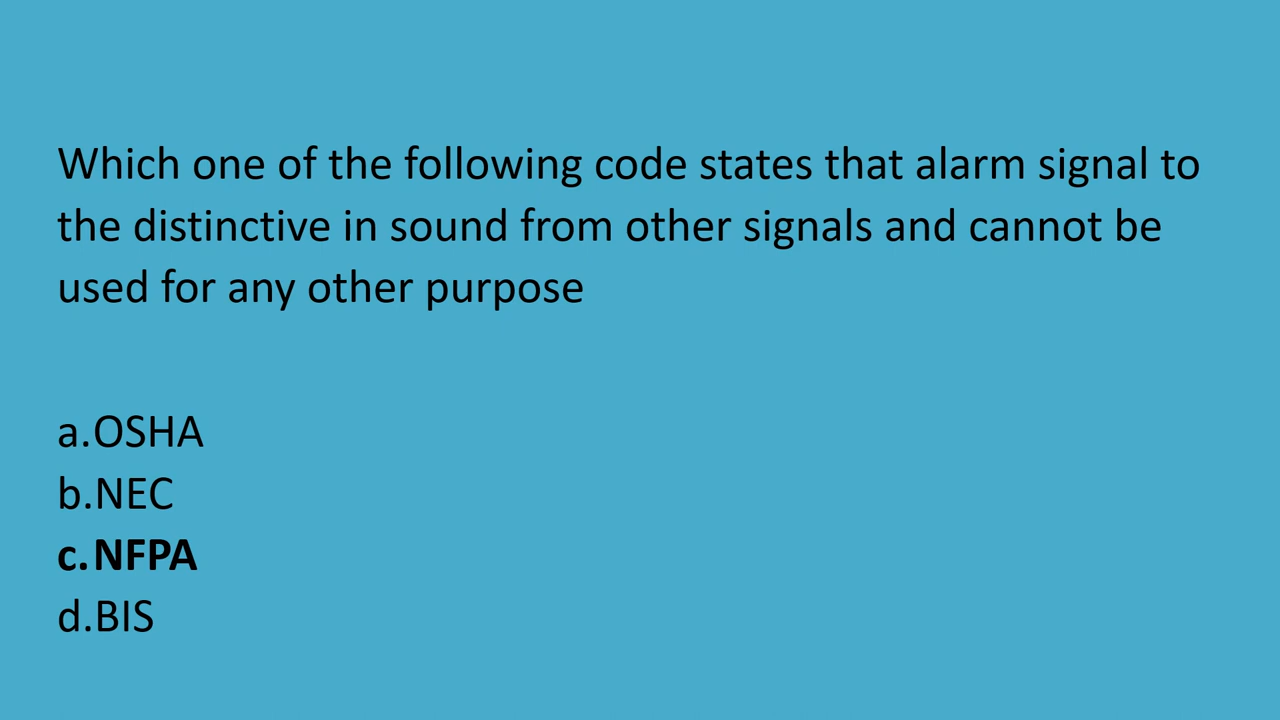 Which one of the following code states that alarm signal to
the distinctive in sound from other signals and cannot be
used for any other purpose
a.OSHA
b.NEC
c.NFPA
d.BIS